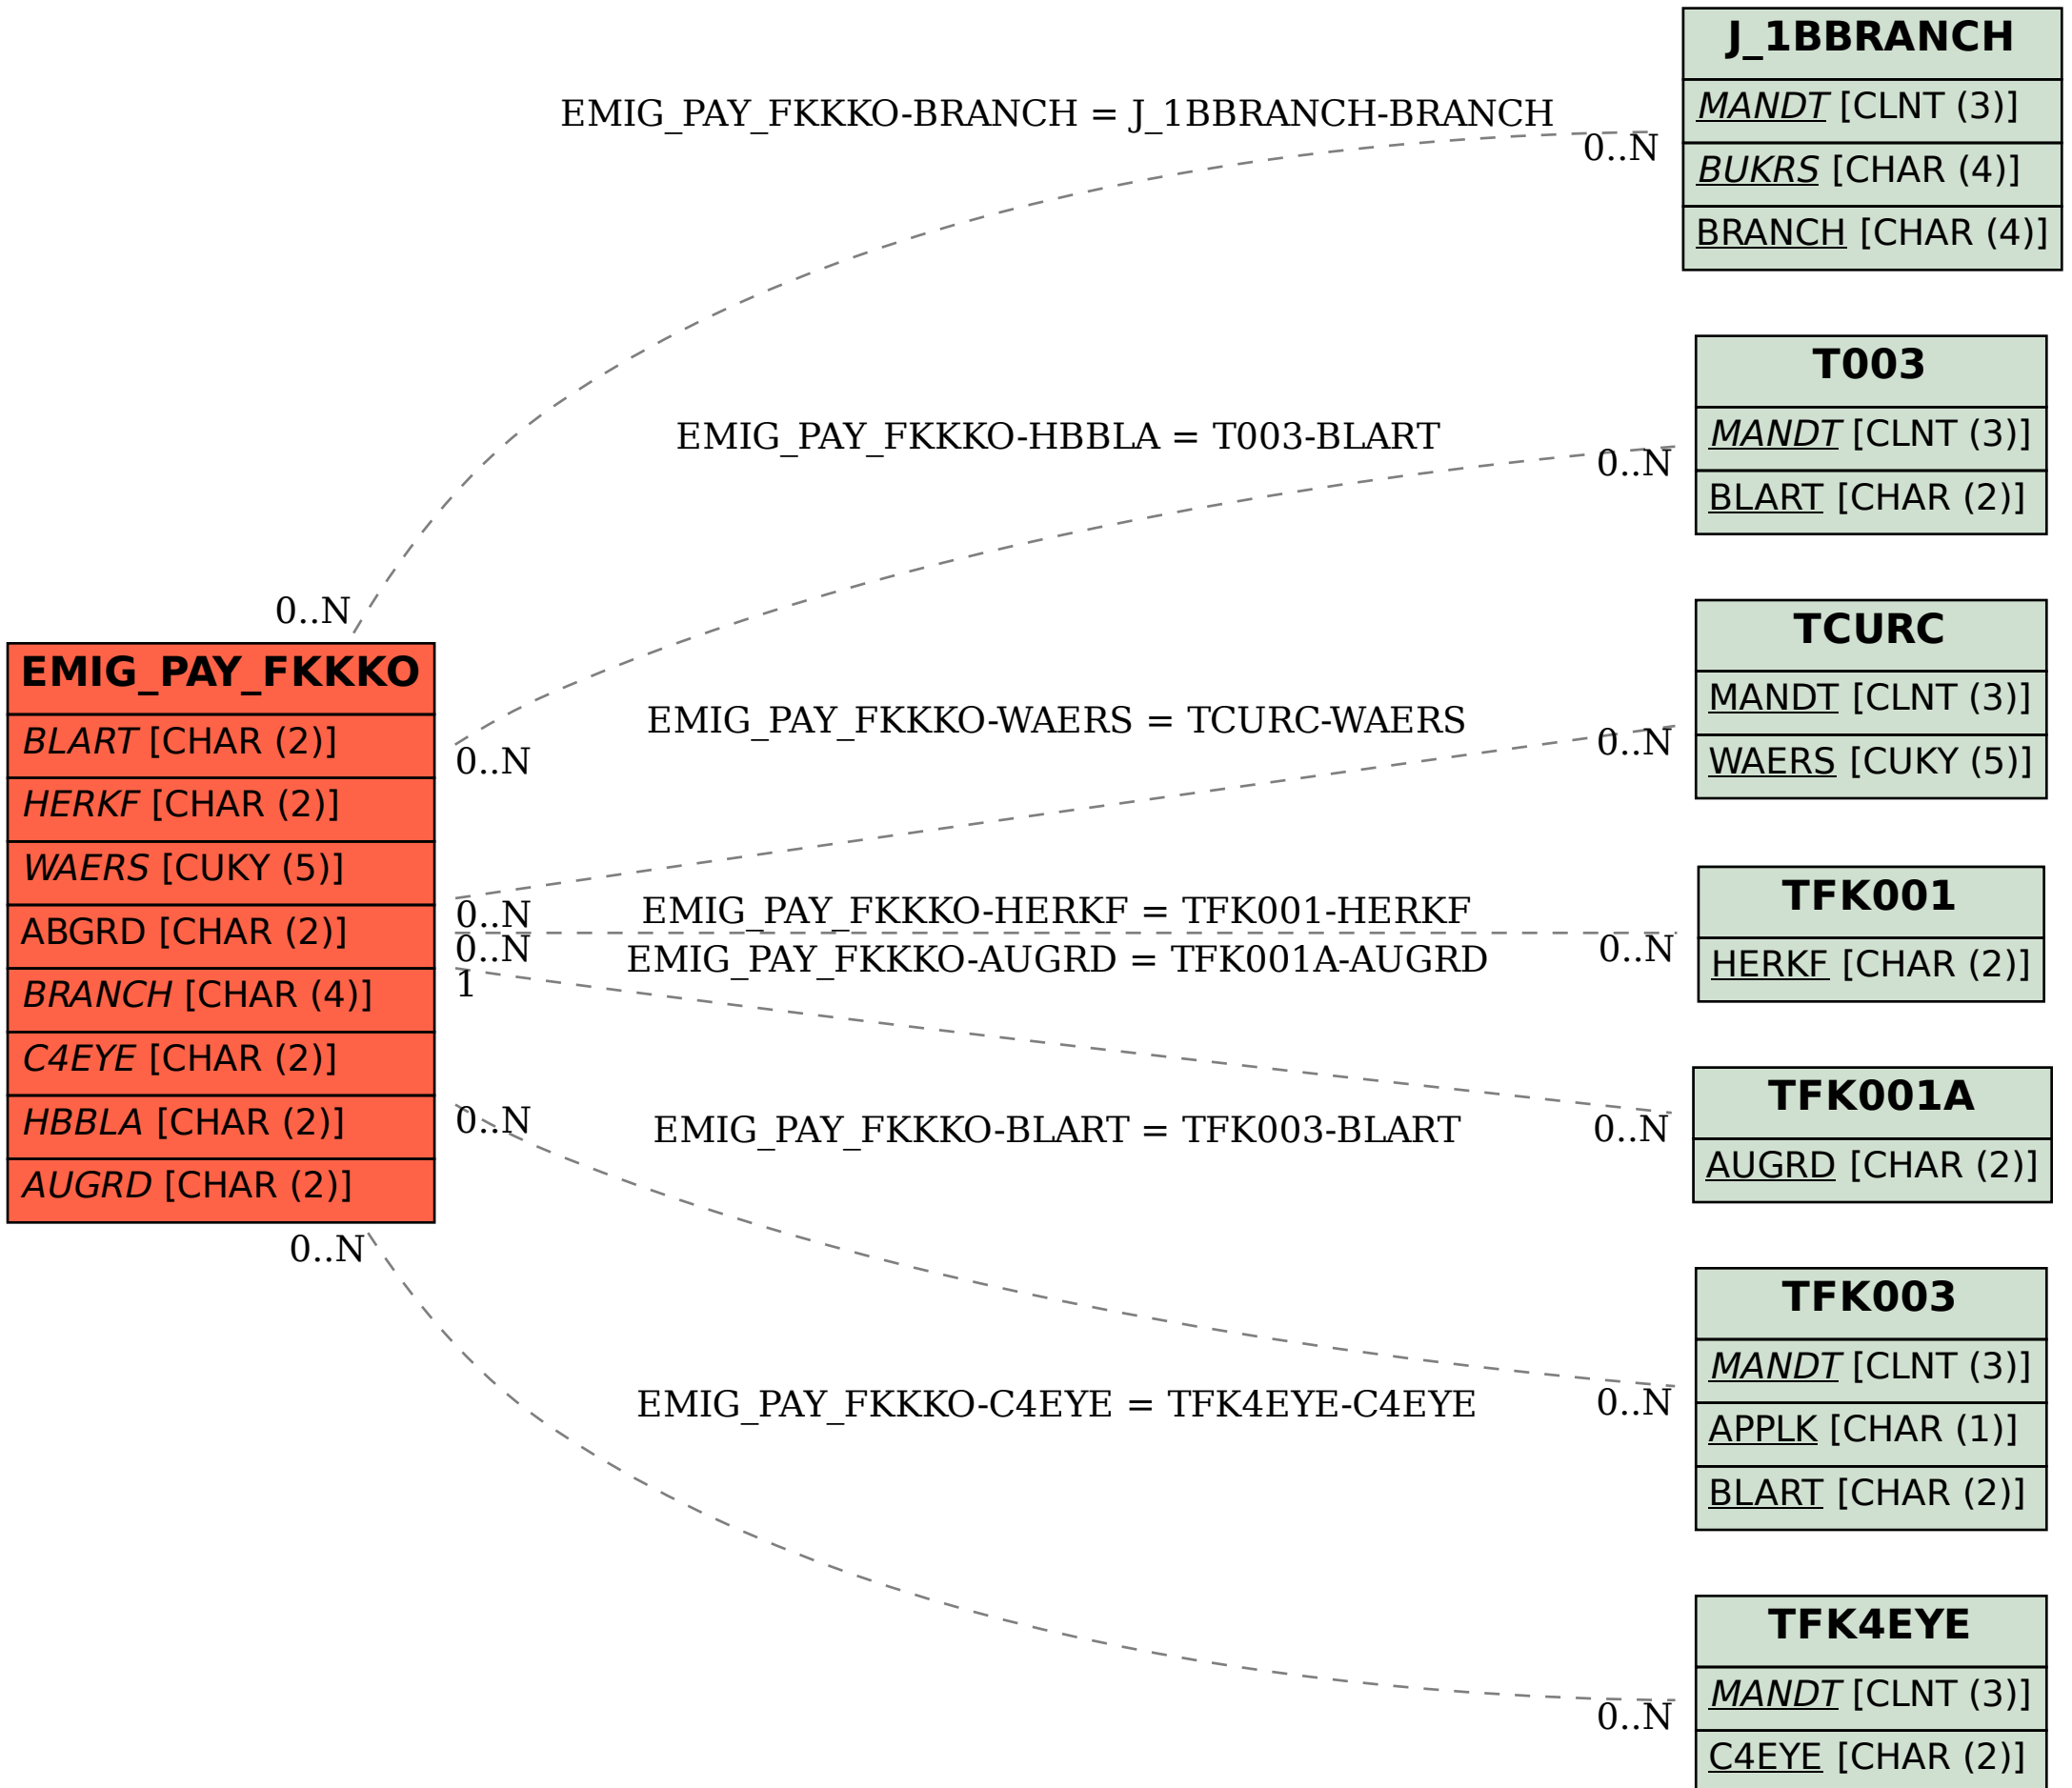 J_1BBRANCH
MANDT [CLNT (3)]
BUKRS [CHAR (4)]
BRANCH [CHAR (4)]
EMIG_PAY_FKKKO-BRANCH = J_1BBRANCH-BRANCH
0..N
0..N
T003
MANDT [CLNT (3)]
BLART [CHAR (2)]
EMIG_PAY_FKKKO-HBBLA = T003-BLART
0..N
0..N
TCURC
MANDT [CLNT (3)]
WAERS [CUKY (5)]
EMIG_PAY_FKKKO-WAERS = TCURC-WAERS
0..N
0..N
EMIG_PAY_FKKKO
BLART [CHAR (2)]
HERKF [CHAR (2)]
WAERS [CUKY (5)]
ABGRD [CHAR (2)]
BRANCH [CHAR (4)]
C4EYE [CHAR (2)]
HBBLA [CHAR (2)]
AUGRD [CHAR (2)]
EMIG_PAY_FKKKO-HERKF = TFK001-HERKF
0..N
0..N
TFK001
HERKF [CHAR (2)]
EMIG_PAY_FKKKO-AUGRD = TFK001A-AUGRD
1
0..N
TFK001A
AUGRD [CHAR (2)]
EMIG_PAY_FKKKO-BLART = TFK003-BLART
0..N
0..N
TFK003
MANDT [CLNT (3)]
APPLK [CHAR (1)]
BLART [CHAR (2)]
EMIG_PAY_FKKKO-C4EYE = TFK4EYE-C4EYE
0..N
0..N
TFK4EYE
MANDT [CLNT (3)]
C4EYE [CHAR (2)]